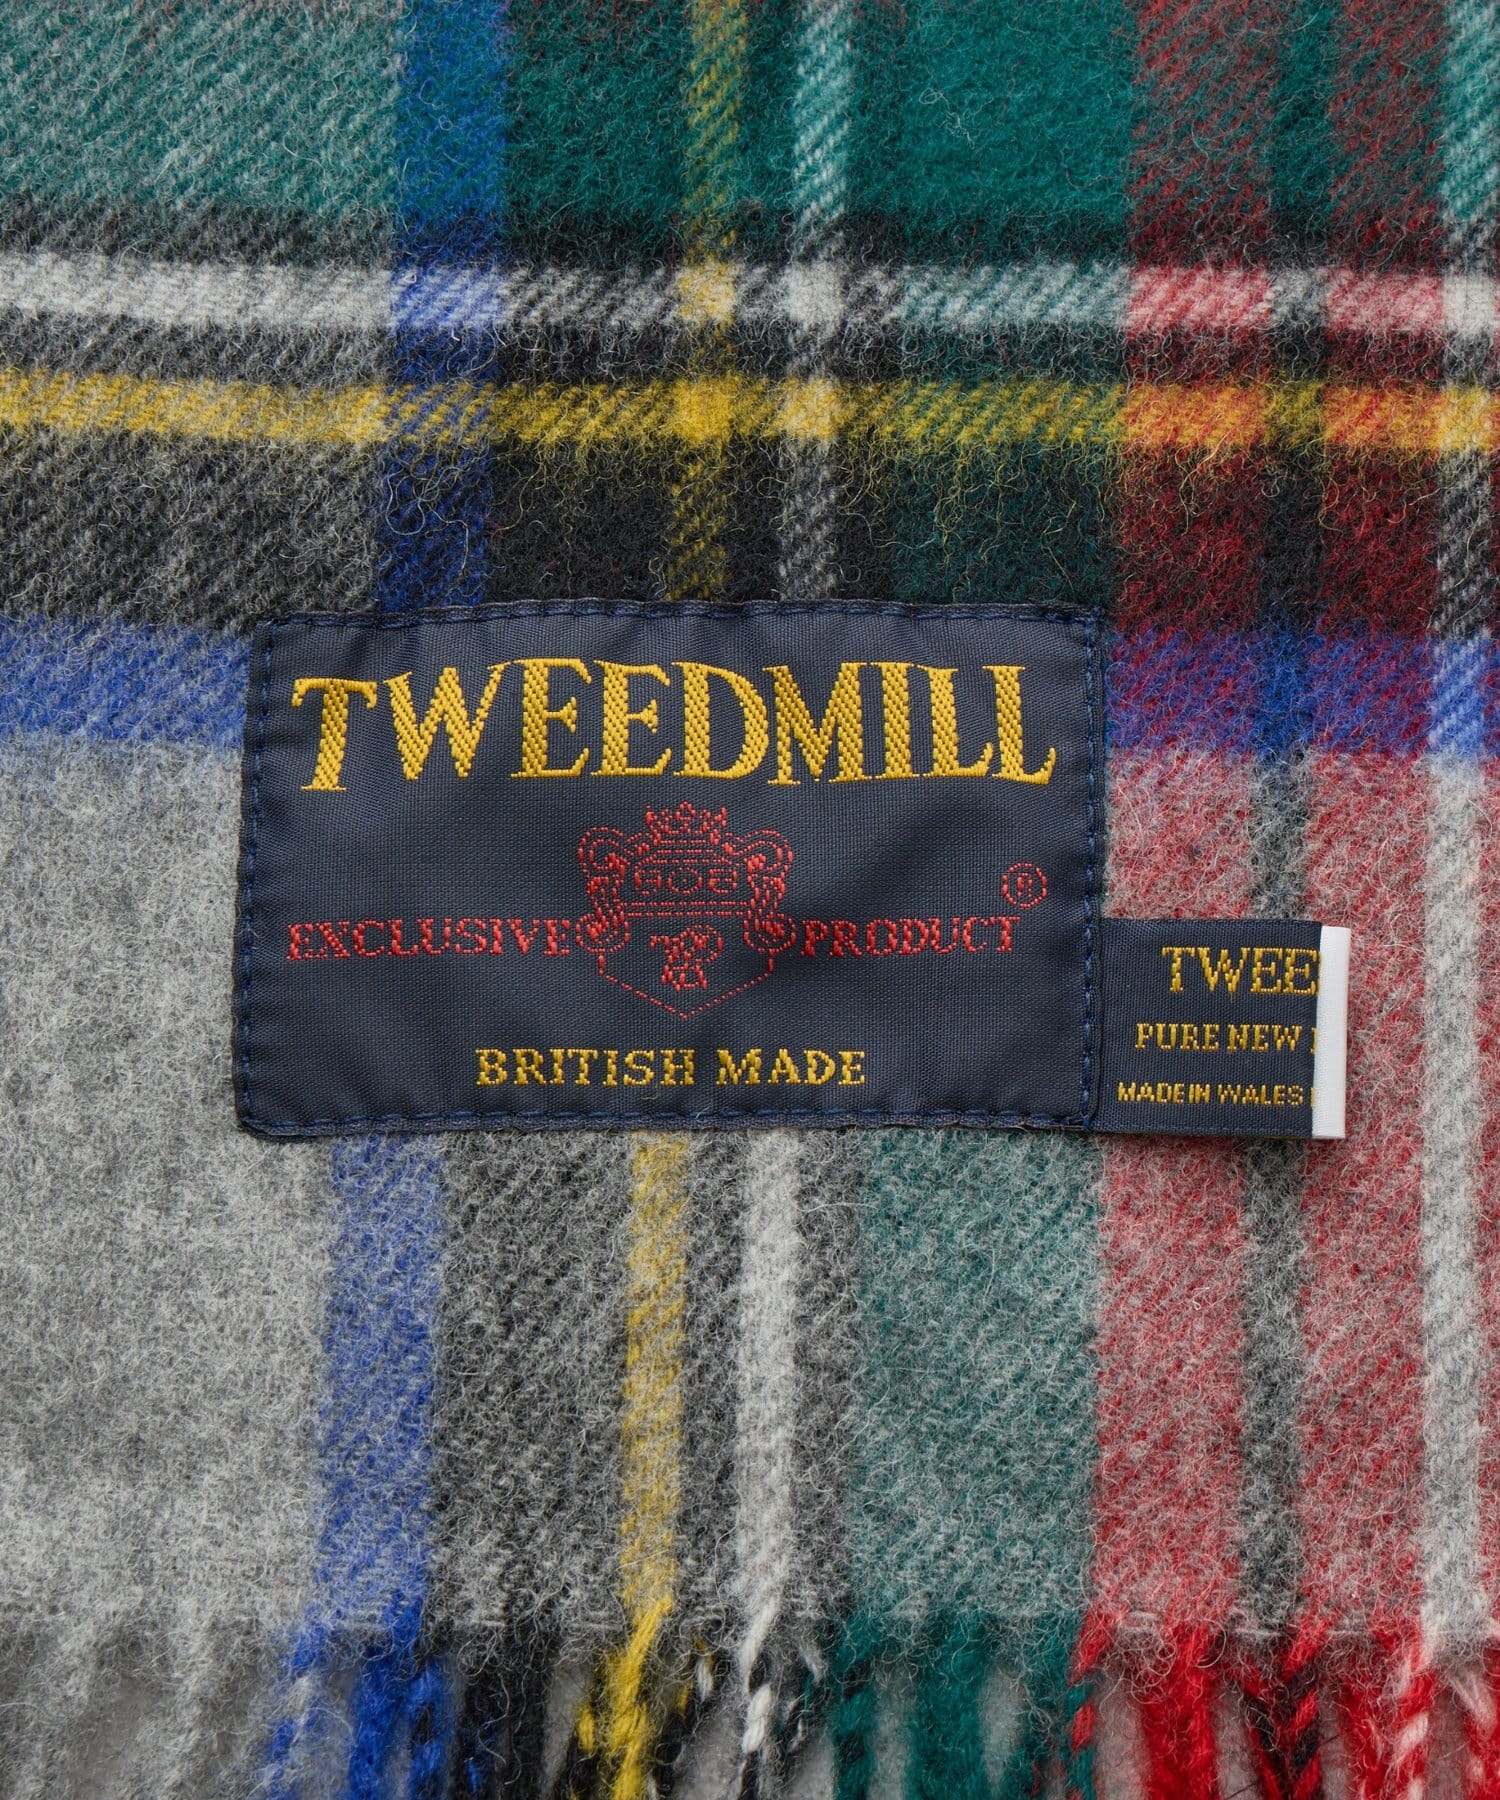 TWEEDMILL
EXCLUSIVE PRODUCT ®
BRITISH MADE
TWEE
PURE NEW
MADE IN WALES